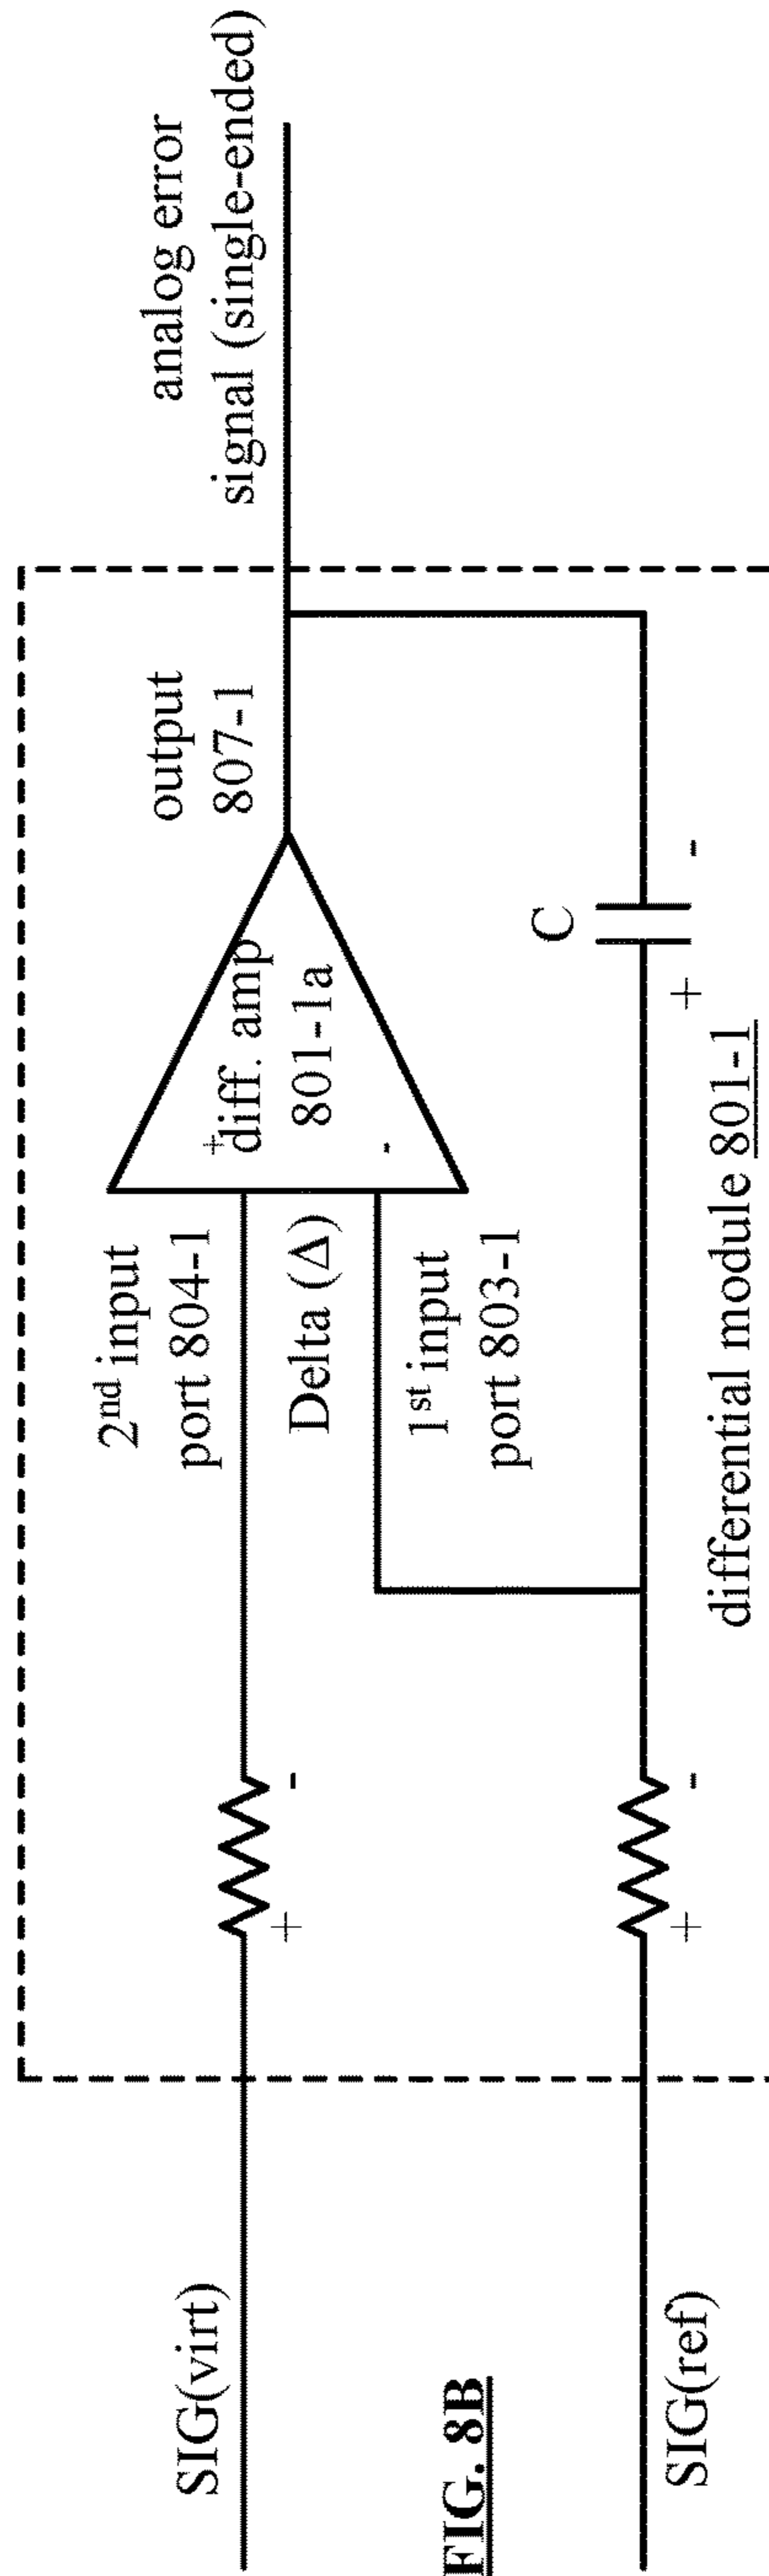 analog error
signal (single-ended)
output
807-1
2nd input
port 804-1
+
diff. amp
801-1a
-
Delta (Δ)
1st input
port 803-1
C
+
-
SIG(virt)
+
-
SIG(ref)
+
-
differential module 801-1
FIG. 8B